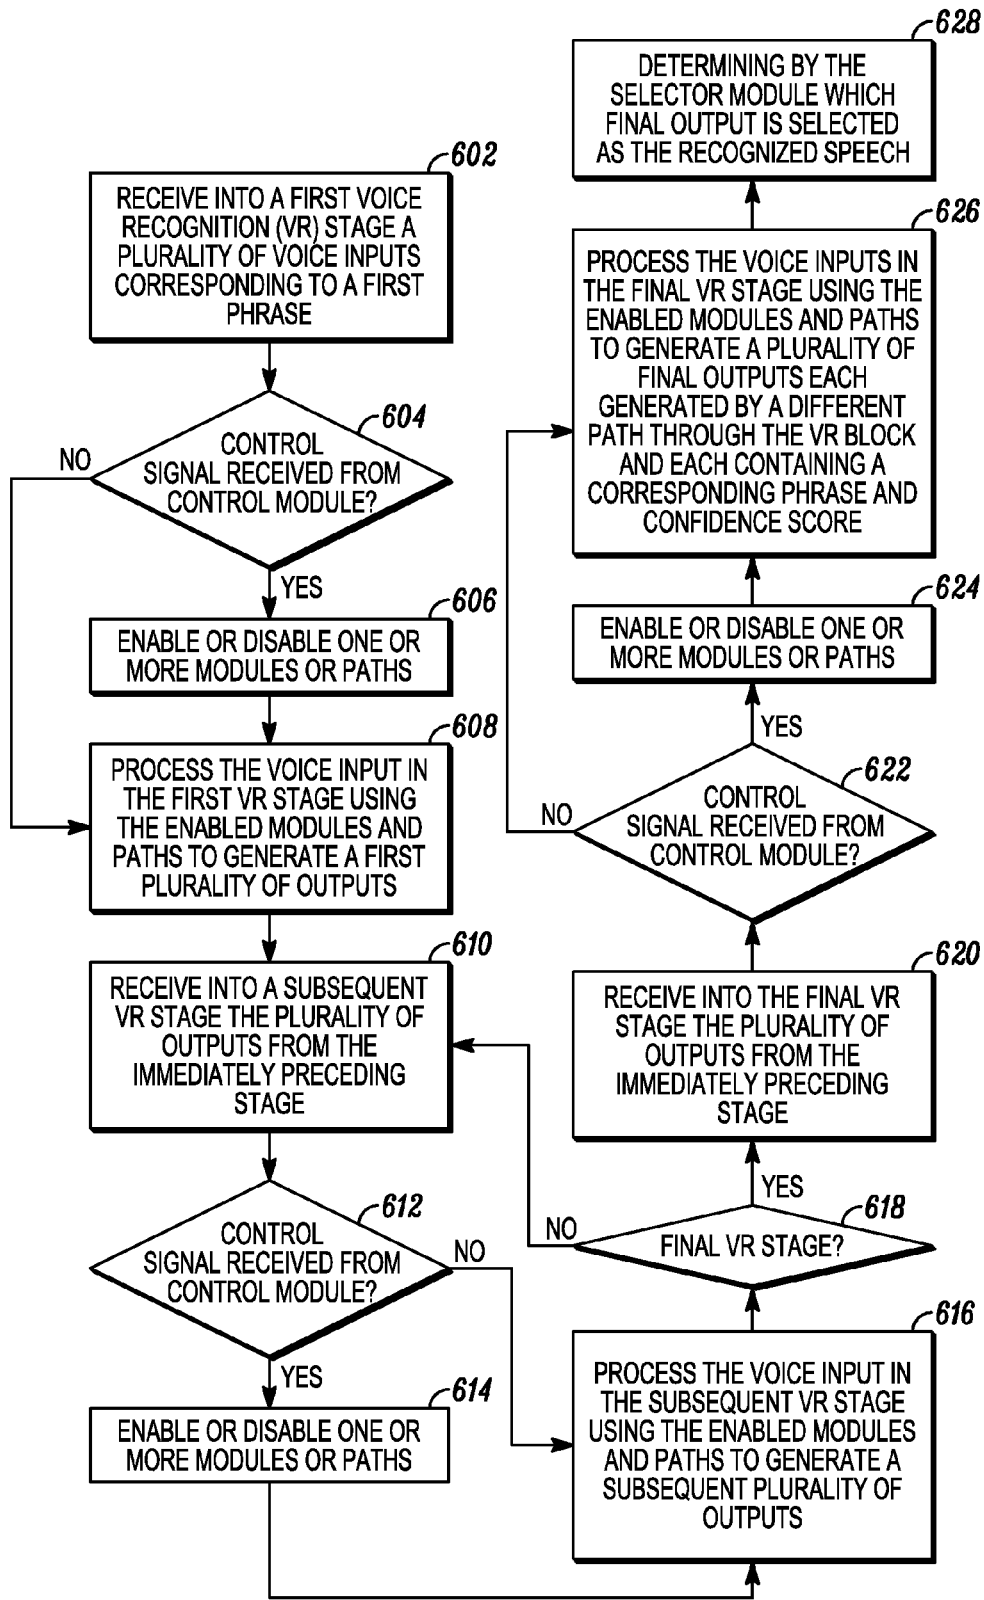 602
RECEIVE INTO A FIRST VOICE
RECOGNITION (VR) STAGE A
PLURALITY OF VOICE INPUTS
CORRESPONDING TO A FIRST
PHRASE
604
CONTROL
SIGNAL RECEIVED FROM
CONTROL MODULE?
NO
YES
606
ENABLE OR DISABLE ONE OR
MORE MODULES OR PATHS
608
PROCESS THE VOICE INPUT IN
THE FIRST VR STAGE USING
THE ENABLED MODULES AND
PATHS TO GENERATE A FIRST
PLURALITY OF OUTPUTS
610
RECEIVE INTO A SUBSEQUENT
VR STAGE THE PLURALITY OF
OUTPUTS FROM THE
IMMEDIATELY PRECEDING
STAGE
612
CONTROL
SIGNAL RECEIVED FROM
CONTROL MODULE?
NO
YES
614
ENABLE OR DISABLE ONE OR
MORE MODULES OR PATHS
616
PROCESS THE VOICE INPUT IN
THE SUBSEQUENT VR STAGE
USING THE ENABLED MODULES
AND PATHS TO GENERATE A
SUBSEQUENT PLURALITY OF
OUTPUTS
618
FINAL VR STAGE?
NO
YES
620
RECEIVE INTO THE FINAL VR
STAGE THE PLURALITY OF
OUTPUTS FROM THE
IMMEDIATELY PRECEDING
STAGE
622
CONTROL
SIGNAL RECEIVED FROM
CONTROL MODULE?
NO
YES
624
ENABLE OR DISABLE ONE OR
MORE MODULES OR PATHS
626
PROCESS THE VOICE INPUTS IN
THE FINAL VR STAGE USING THE
ENABLED MODULES AND PATHS
TO GENERATE A PLURALITY OF
FINAL OUTPUTS EACH
GENERATED BY A DIFFERENT
PATH THROUGH THE VR BLOCK
AND EACH CONTAINING A
CORRESPONDING PHRASE AND
CONFIDENCE SCORE
628
DETERMINING BY THE
SELECTOR MODULE WHICH
FINAL OUTPUT IS SELECTED
AS THE RECOGNIZED SPEECH